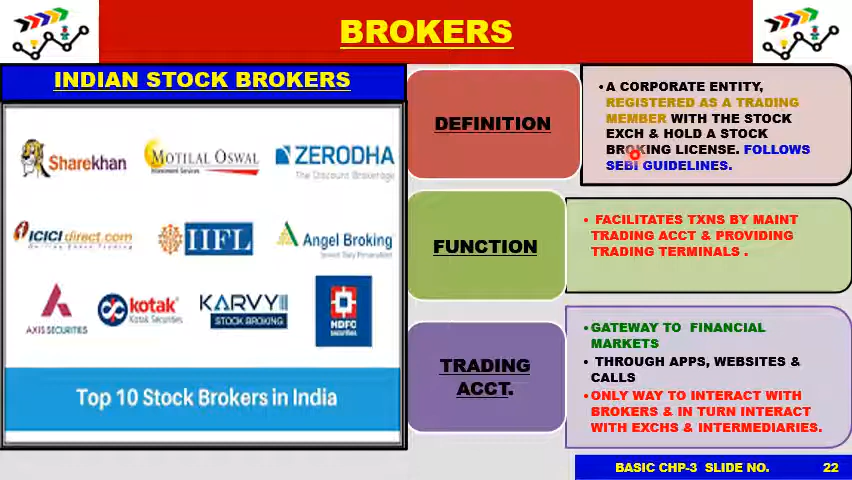 BROKERS
INDIAN STOCK BROKERS
Sharekhan
MOTILAL OSWAL
Investment Services
ZERODHA
The Discount Brokerage
ICICI direct.com
IIFL
Angel Broking
AXIS SECURITIES
kotak
Kotak Securities
KARVY
STOCK BROKING
HDFC
securities
Top 10 Stock Brokers in India
DEFINITION
• A CORPORATE ENTITY,
REGISTERED AS A TRADING
MEMBER WITH THE STOCK
EXCH & HOLD A STOCK
BROKING LICENSE. FOLLOWS
SEBI GUIDELINES.
FUNCTION
• FACILITATES TXNS BY MAINT
TRADING ACCT & PROVIDING
TRADING TERMINALS .
TRADING
ACCT.
• GATEWAY TO FINANCIAL
MARKETS
• THROUGH APPS, WEBSITES &
CALLS
• ONLY WAY TO INTERACT WITH
BROKERS & IN TURN INTERACT
WITH EXCHS & INTERMEDIARIES.
BASIC CHP-3 SLIDE NO. 22